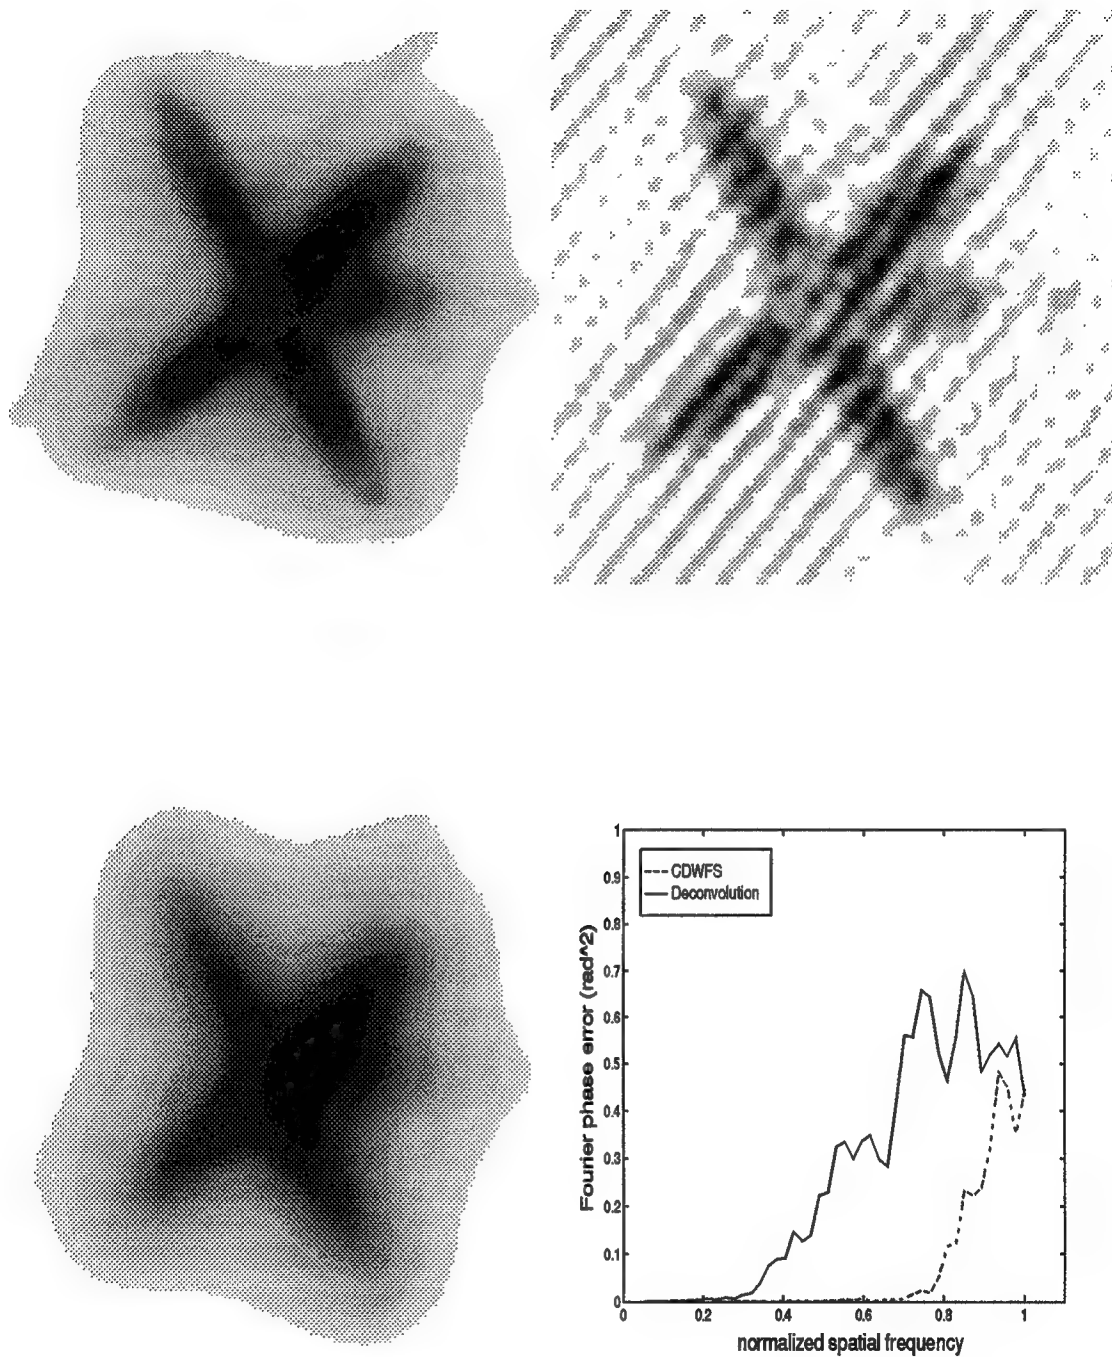 1
0.9
0.8
0.7
0.6
0.5
0.4
0.3
0.2
0.1
0
CDWFS
Deconvolution
Fourier phase error (rad^2)
0 0.2 0.4 0.6 0.8 1
normalized spatial frequency